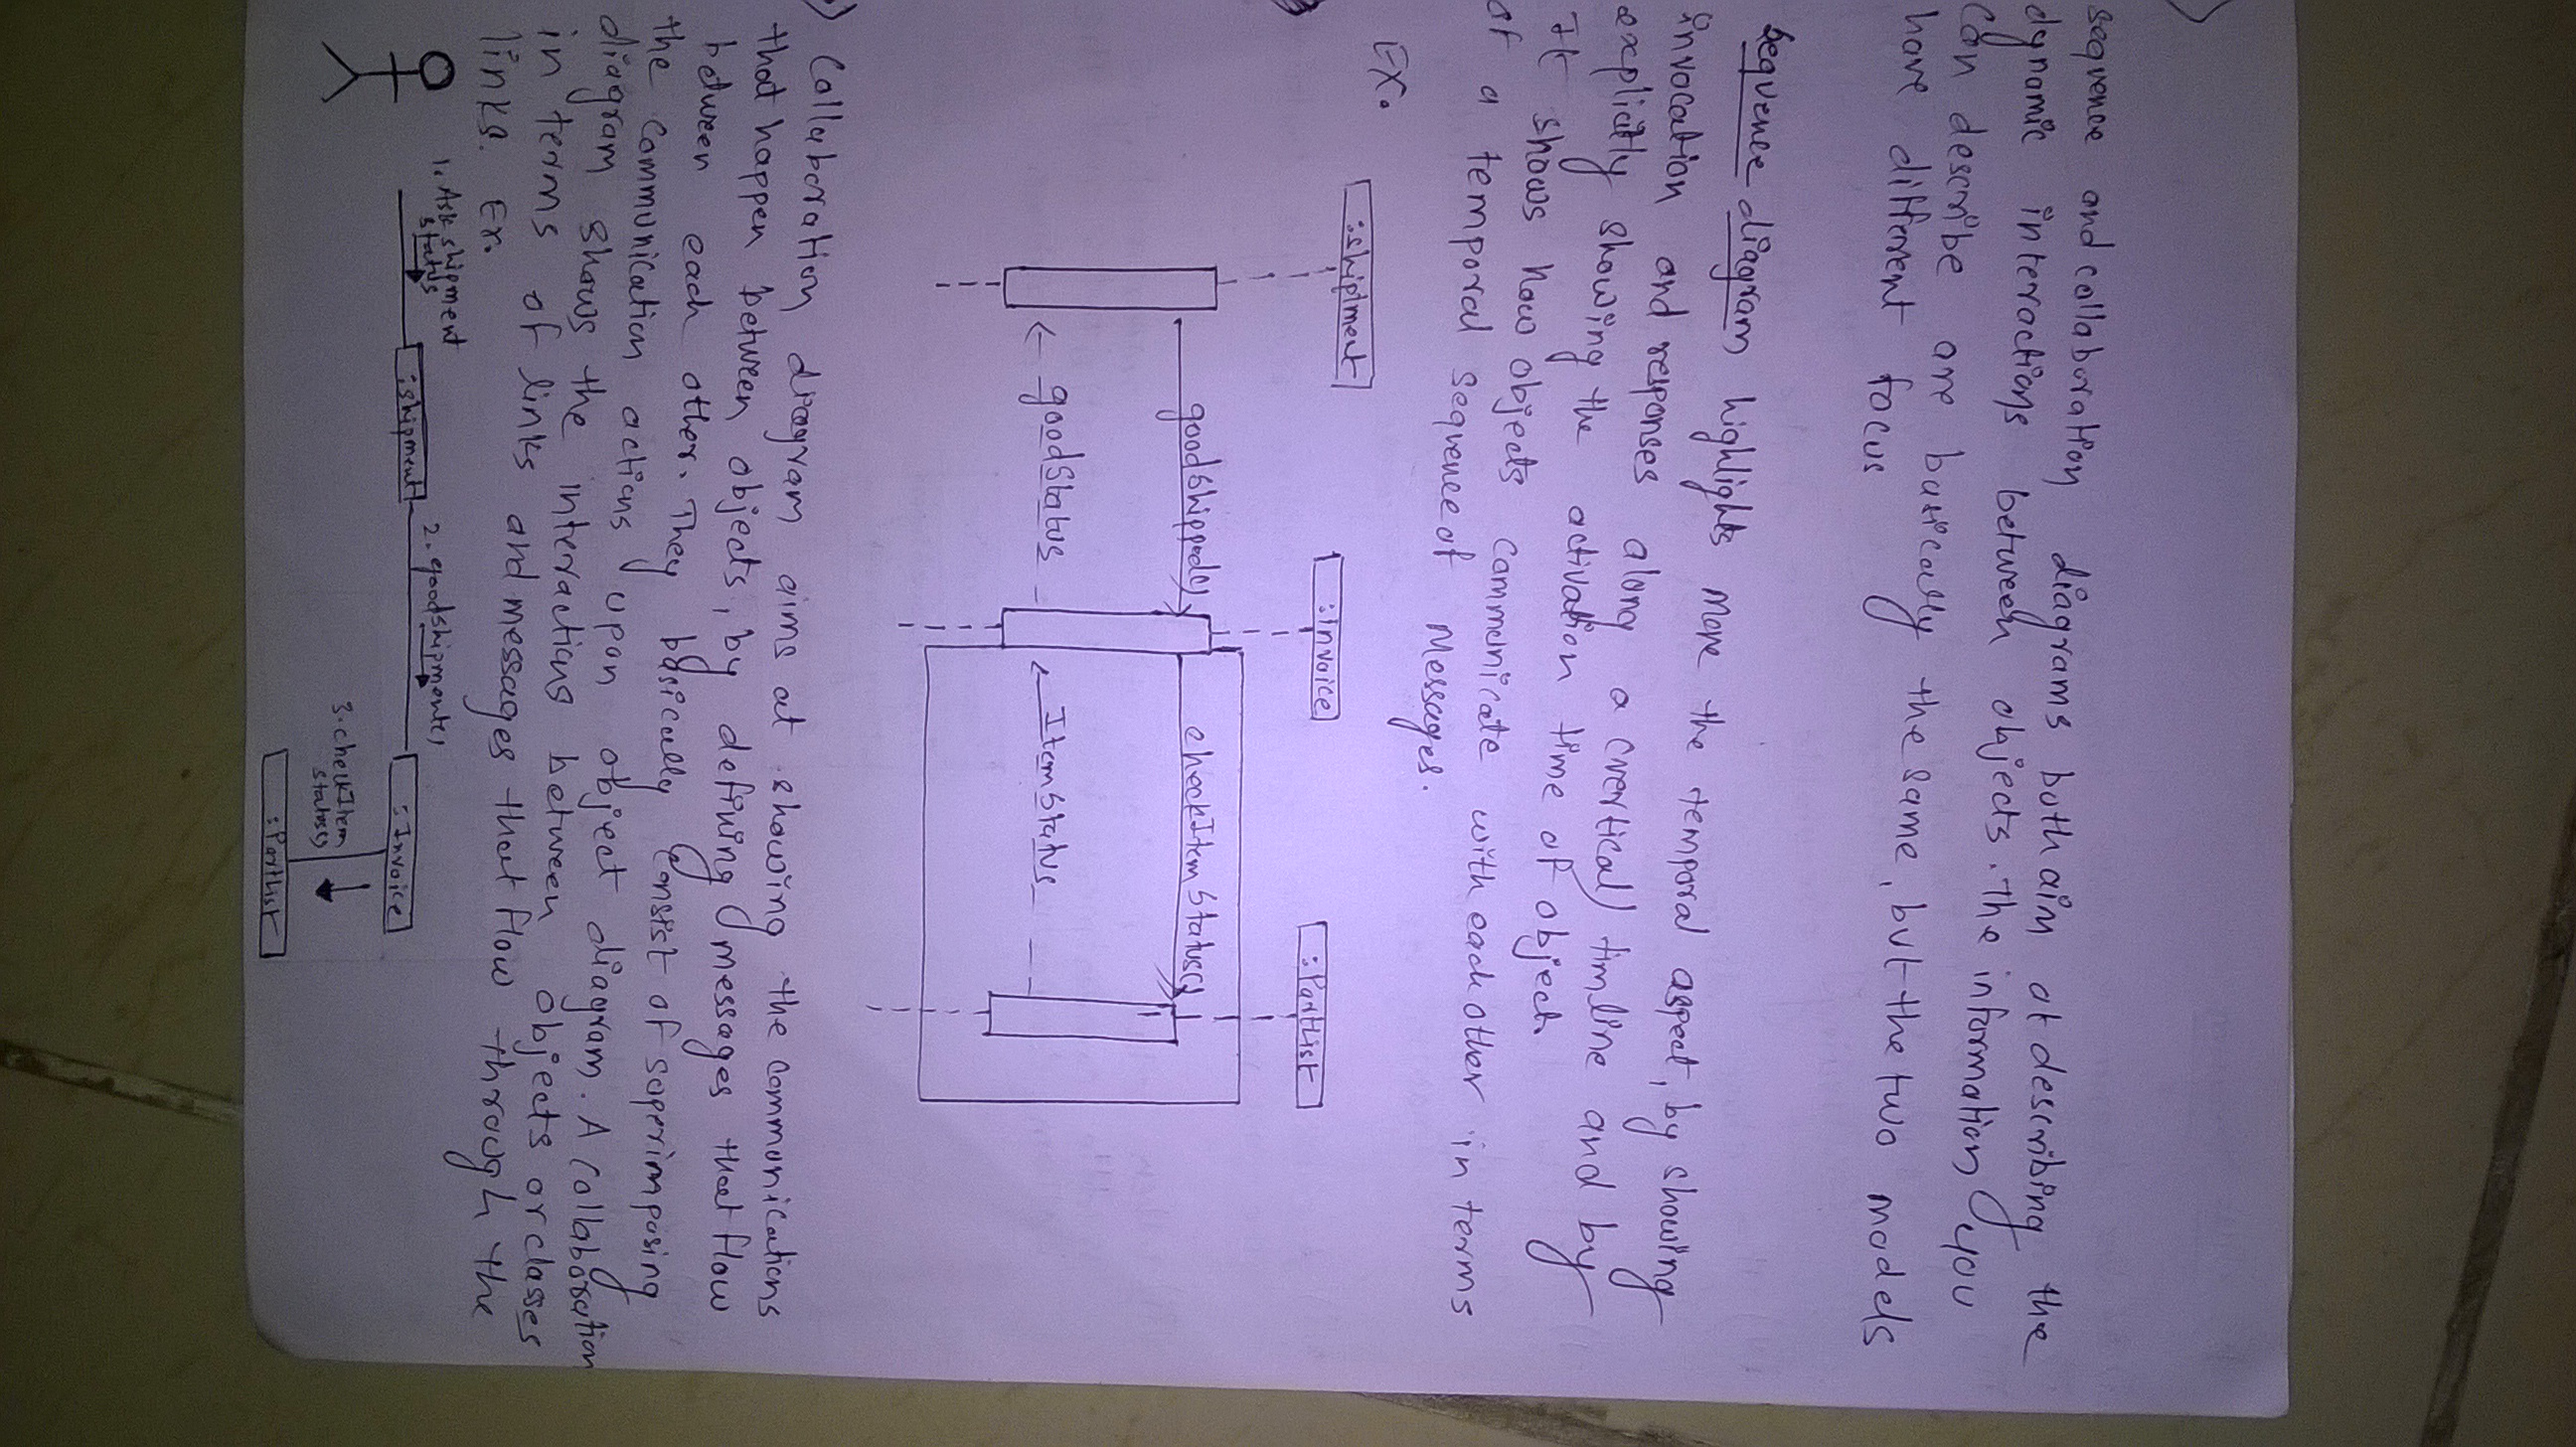 sequence and collaboration diagrams both aim at describing the
dynamic interactions between objects. the information you
can describe are basically the same, but the two models
have different focus
Sequence diagram highlights more the temporal aspect, by showing
invocation and responses along a (vertical) timline and by
explicitly showing the activation time of object.
It shows how objects communicate with each other in terms
of a temporal sequence of messages.
Ex.
:shipment
:Invoice
:Partlist
goodshipped()
checkItemStatus()
goodStatus
ItemStatus
Collaboration diagram aims at showing the communications
that happen between objects, by defining messages that flow
between each other. They basically consist of superimposing
the communication actions upon object diagram. A Collaboration
diagram shows the interactions between objects or classes
in terms of links and messages that flow through the
links. Ex.
1. Ask shipment
status
2. goodshipment()
:shipment
:Invoice
3. checkItem
status()
:Partlist